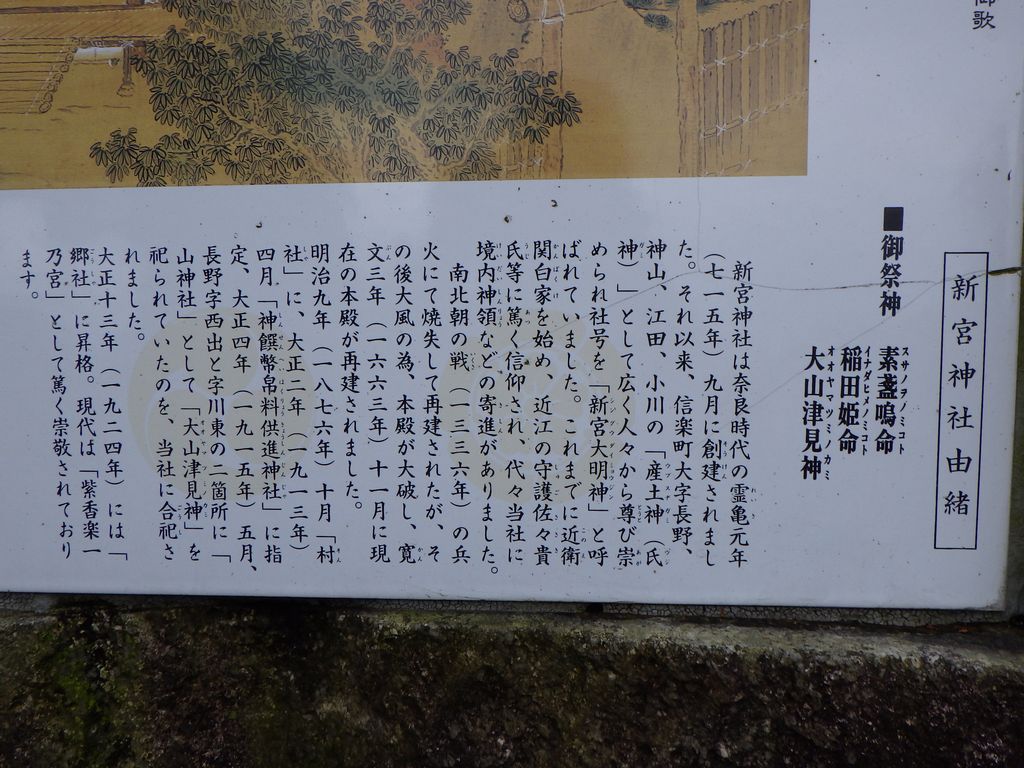 御歌
新宮神社由緒
■御祭神
素盞嗚命
スサノヲノミコト
稲田姫命
イナダヒメノミコト
大山津見神
オオヤマツミノカミ
新宮神社は奈良時代の霊亀元年
(七一五年)九月に創建されまし
た。それ以来、信楽町大字長野、
神山、江田、小川の「産土神(氏
神)」として広く人々から尊び崇
められ社号を「新宮大明神」と呼
ばれていました。これまでに近衛
関白家を始め、近江の守護佐々貴
氏等に篤く信仰され、代々当社に
境内神領などの寄進がありました。
南北朝の戦(一三三六年)の兵
火にて焼失して再建されたが、そ
の後大風の為、本殿が大破し、寛
文三年(一六六三年)十一月に現
在の本殿が再建されました。
明治九年(一八七六年)十月「村
社」に、大正二年(一九一三年)
四月「神饌幣帛料供進神社」に指
定、大正四年(一九一五年)五月、
長野字西出と字川東の二箇所に「
山神社」として「大山津見神」を
祀られていたのを、当社に合祀さ
れました。
大正十三年(一九二四年)には「
郷社」に昇格。現代は「紫香楽一
乃宮」として篤く崇敬されており
ます。